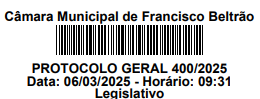 Câmara Municipal de Francisco Beltrão
PROTOCOLO GERAL 400/2025
Data: 06/03/2025 - Horário: 09:31
Legislativo